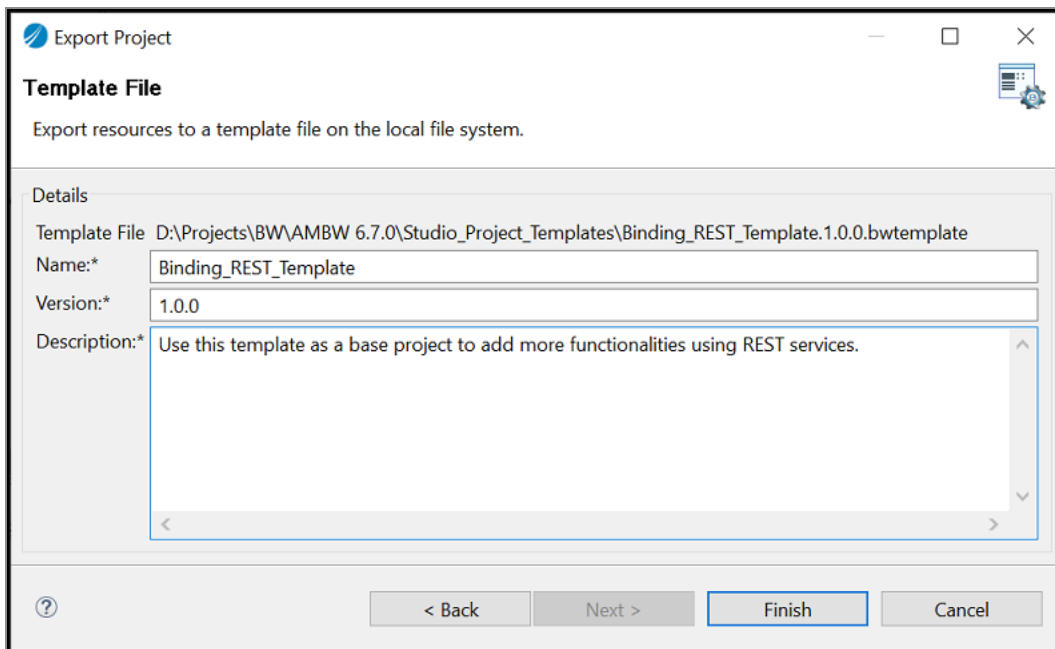 Export Project
Template File
Export resources to a template file on the local file system.
Details
Template File D:\Projects\BW\AMBW 6.7.0\Studio_Project_Templates\Binding_REST_Template.1.0.0.bwtemplate
Name:* Binding_REST_Template
Version:* 1.0.0
Description:* Use this template as a base project to add more functionalities using REST services.
< Back Next > Finish Cancel